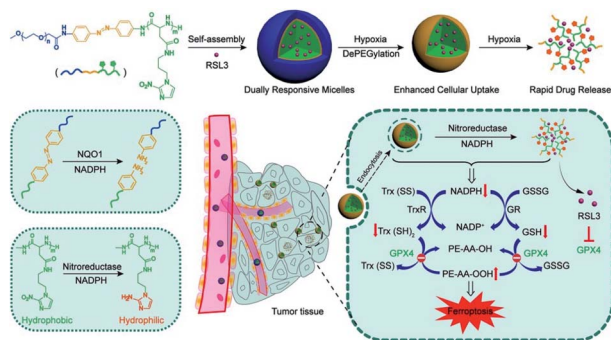 Self-assembly
RSL3
Hypoxia
DePEGylation
Hypoxia
Dually Responsive Micelles
Enhanced Cellular Uptake
Rapid Drug Release
NQO1
NADPH
Nitroreductase
NADPH
Hydrophobic
Hydrophilic
Tumor tissue
Endocytosis
Nitroreductase
NADPH
Trx (SS)
NADPH
GSSG
TrxR
GR
RSL3
Trx (SH)₂
NADP⁺
GSH
GPX4
PE-AA-OH
GPX4
GPX4
Trx (SS)
PE-AA-OOH
GSSG
Ferroptosis